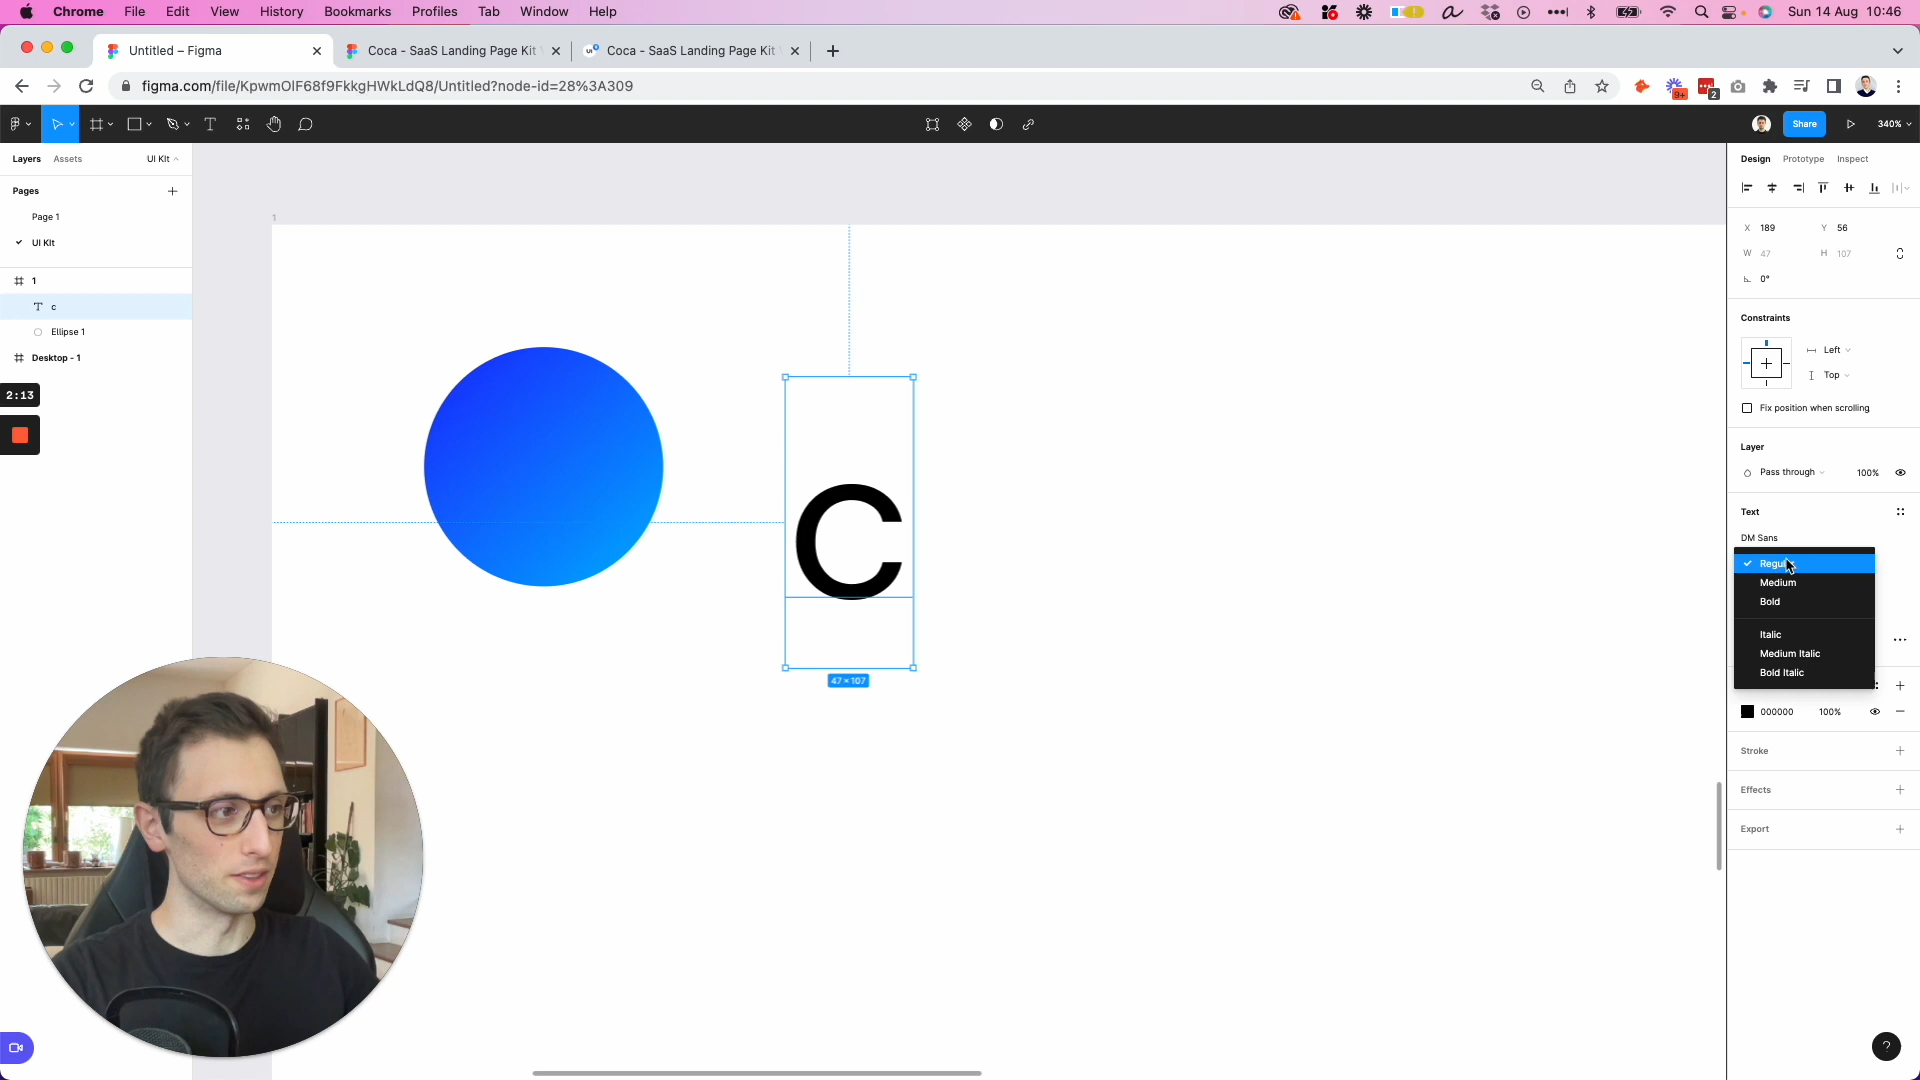 Chrome File Edit View History Bookmarks Profiles Tab Window Help
Sun 14 Aug 10:46
Untitled – Figma
Coca - SaaS Landing Page Kit
Coca - SaaS Landing Page Kit
figma.com/file/KpwmOlF68f9FkkgHWkLdQ8/Untitled?node-id=28%3A309
9+
2
Share
340%
Layers Assets UI Kit
Design Prototype Inspect
Pages
Page 1
UI Kit
1
c
Ellipse 1
Desktop - 1
2:13
1
C
47 × 107
X 189 Y 56
W 47 H 107
0°
Constraints
Left
Top
Fix position when scrolling
Layer
Pass through 100%
Text
DM Sans
Medium
Bold
Italic
Medium Italic
Bold Italic
000000 100%
Stroke
Effects
Export
?